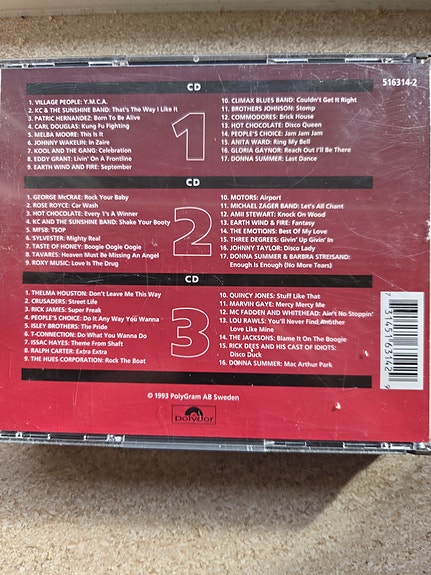 CD
516314-2
1
1. VILLAGE PEOPLE: Y.M.C.A.
2. KC & THE SUNSHINE BAND: That's The Way I Like It
3. PATRIC HERNANDEZ: Born To Be Alive
4. CARL DOUGLAS: Kung Fu Fighting
5. MELBA MOORE: This Is It
6. JOHNNY WAKELIN: In Zaire
7. KOOL AND THE GANG: Celebration
8. EDDY GRANT: Livin' On A Frontline
9. EARTH WIND AND FIRE: September
10. CLIMAX BLUES BAND: Couldn't Get It Right
11. BROTHERS JOHNSON: Stomp
12. COMMODORES: Brick House
13. HOT CHOCOLATE: Disco Queen
14. PEOPLE'S CHOICE: Jam Jam Jam
15. ANITA WARD: Ring My Bell
16. GLORIA GAYNOR: Reach Out I'll Be There
17. DONNA SUMMER: Last Dance
CD
2
1. GEORGE McCRAE: Rock Your Baby
2. ROSE ROYCE: Car Wash
3. HOT CHOCOLATE: Every 1's A Winner
4. KC AND THE SUNSHINE BAND: Shake Your Booty
5. MFSB: TSOP
6. SYLVESTER: Mighty Real
7. TASTE OF HONEY: Boogie Oogie Oogie
8. TAVARES: Heaven Must Be Missing An Angel
9. ROXY MUSIC: Love Is The Drug
10. MOTORS: Airport
11. MICHAEL ZAGER BAND: Let's All Chant
12. AMII STEWART: Knock On Wood
13. EARTH WIND & FIRE: Fantasy
14. THE EMOTIONS: Best Of My Love
15. THREE DEGREES: Givin' Up Givin' In
16. JOHNNY TAYLOR: Disco Lady
17. DONNA SUMMER & BARBRA STREISAND:
Enough Is Enough (No More Tears)
CD
3
1. THELMA HOUSTON: Don't Leave Me This Way
2. CRUSADERS: Street Life
3. RICK JAMES: Super Freak
4. PEOPLE'S CHOICE: Do It Any Way You Wanna
5. ISLEY BROTHERS: The Pride
6. T-CONNECTION: Do What You Wanna Do
7. ISSAC HAYES: Theme From Shaft
8. RALPH CARTER: Extra Extra
9. THE HUES CORPORATION: Rock The Boat
10. QUINCY JONES: Stuff Like That
11. MARVIN GAYE: Mercy Mercy Me
12. MC FADDEN AND WHITEHEAD: Ain't No Stoppin'
13. LOU RAWLS: You'll Never Find Another
Love Like Mine
14. THE JACKSONS: Blame It On The Boogie
15. RICK DEES AND HIS CAST OF IDIOTS:
Disco Duck
16. DONNA SUMMER: Mac Arthur Park
7 31451 63142 9
© 1993 PolyGram AB Sweden
polydor